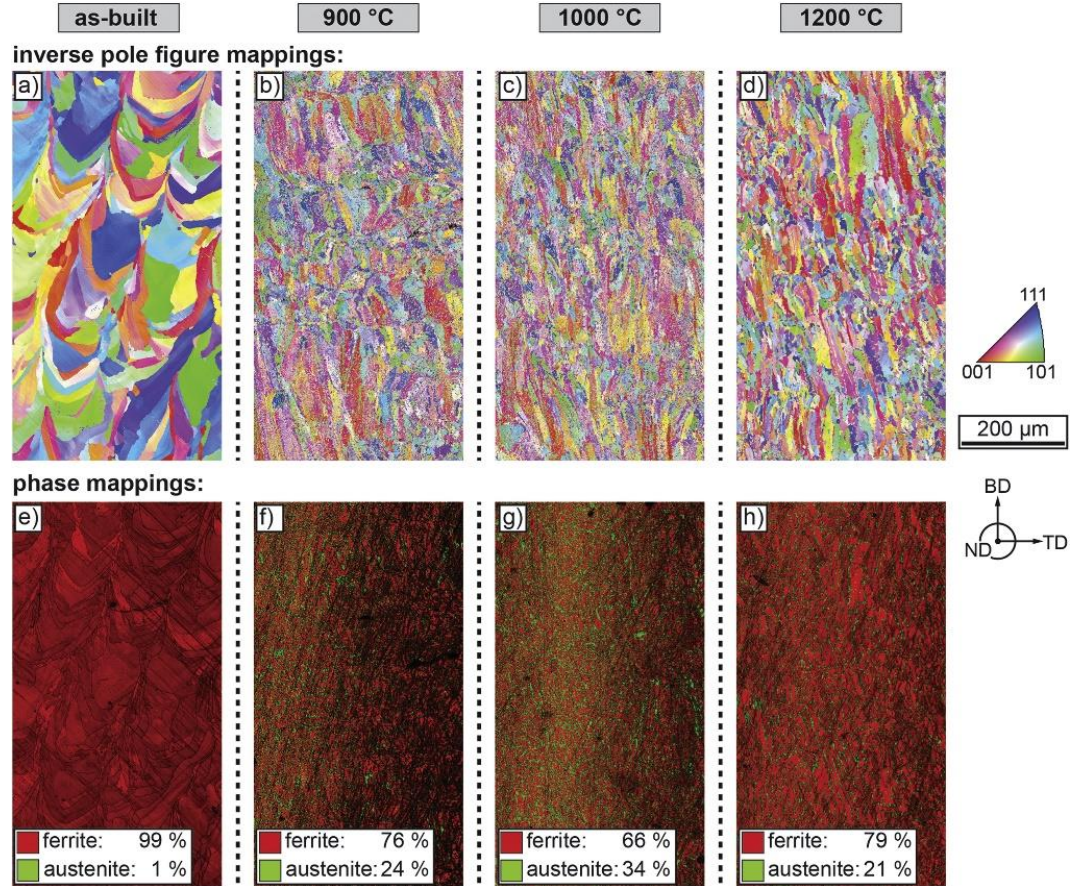 as-built
900 °C
1000 °C
1200 °C
inverse pole figure mappings:
a)
b)
c)
d)
111
001
101
200 µm
phase mappings:
e)
f)
g)
h)
BD
ND
TD
ferrite: 99 %
austenite: 1 %
ferrite: 76 %
austenite: 24 %
ferrite: 66 %
austenite: 34 %
ferrite: 79 %
austenite: 21 %